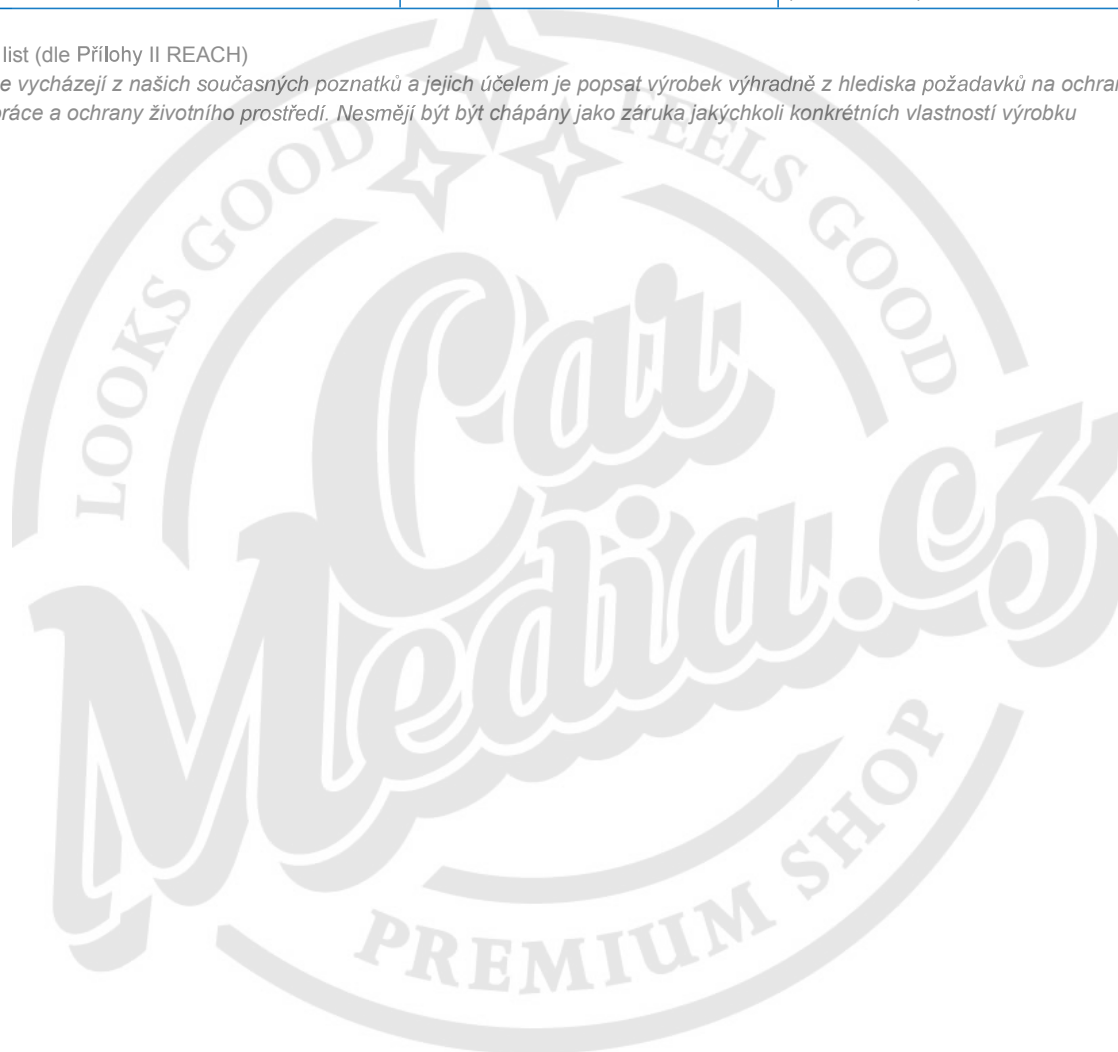 list (dle Přílohy II REACH)
e vycházejí z našich současných poznatků a jejich účelem je popsat výrobek výhradně z hlediska požadavků na ochran
práce a ochrany životního prostředí. Nesmějí být být chápány jako záruka jakýchkoli konkrétních vlastností výrobku
LOOKS GOOD FEELS GOOD
Cai
Media.cz
PREMIUM SHOP